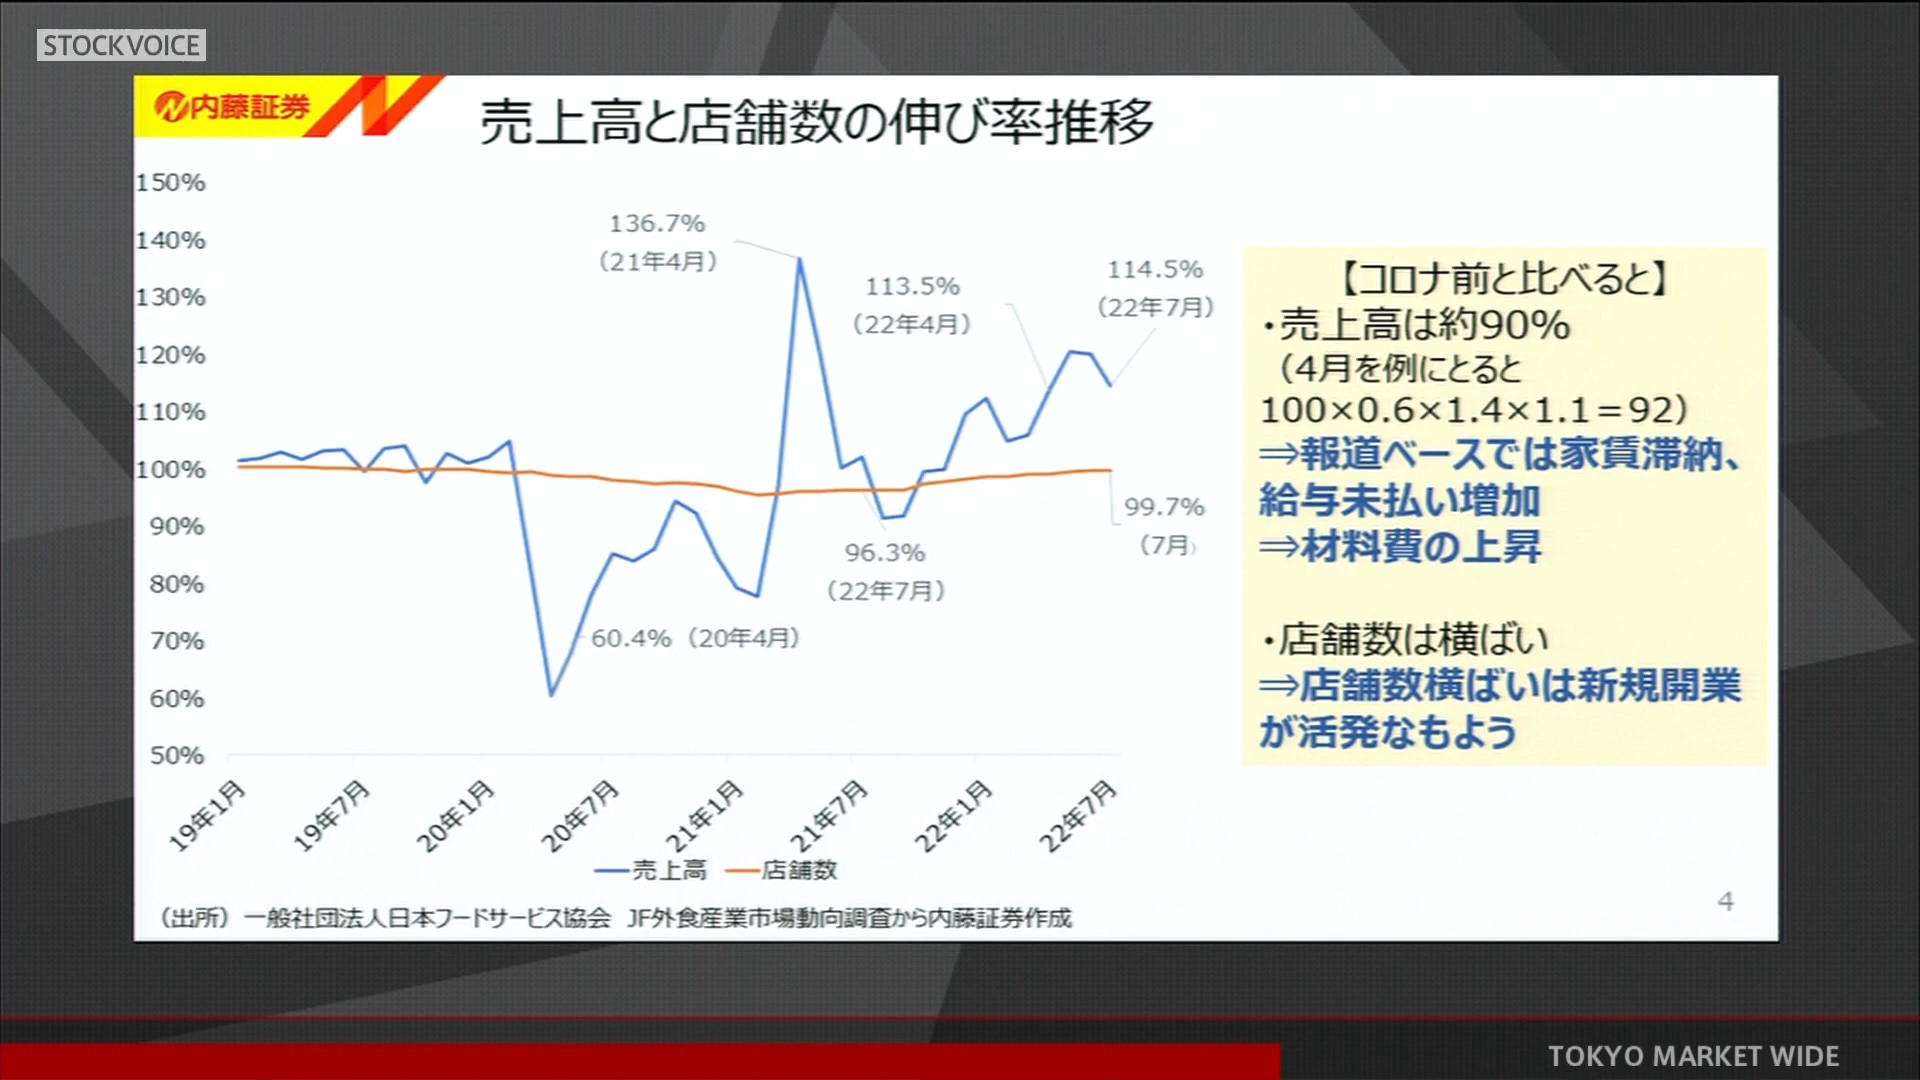 STOCKVOICE
内藤証券
売上高と店舗数の伸び率推移
150%
140%
130%
120%
110%
100%
90%
80%
70%
60%
50%
136.7%
（21年4月）
113.5%
（22年4月）
114.5%
（22年7月）
99.7%
（7月）
96.3%
（22年7月）
60.4%（20年4月）
19年1月
19年7月
20年1月
20年7月
21年1月
21年7月
22年1月
22年7月
売上高 店舗数
（出所）一般社団法人日本フードサービス協会 JF外食産業市場動向調査から内藤証券作成
【コロナ前と比べると】
・売上高は約90%
（4月を例にとると
100×0.6×1.4×1.1＝92）
⇒報道ベースでは家賃滞納、
給与未払い増加
⇒材料費の上昇
・店舗数は横ばい
⇒店舗数横ばいは新規開業
が活発なもよう
4
TOKYO MARKET WIDE